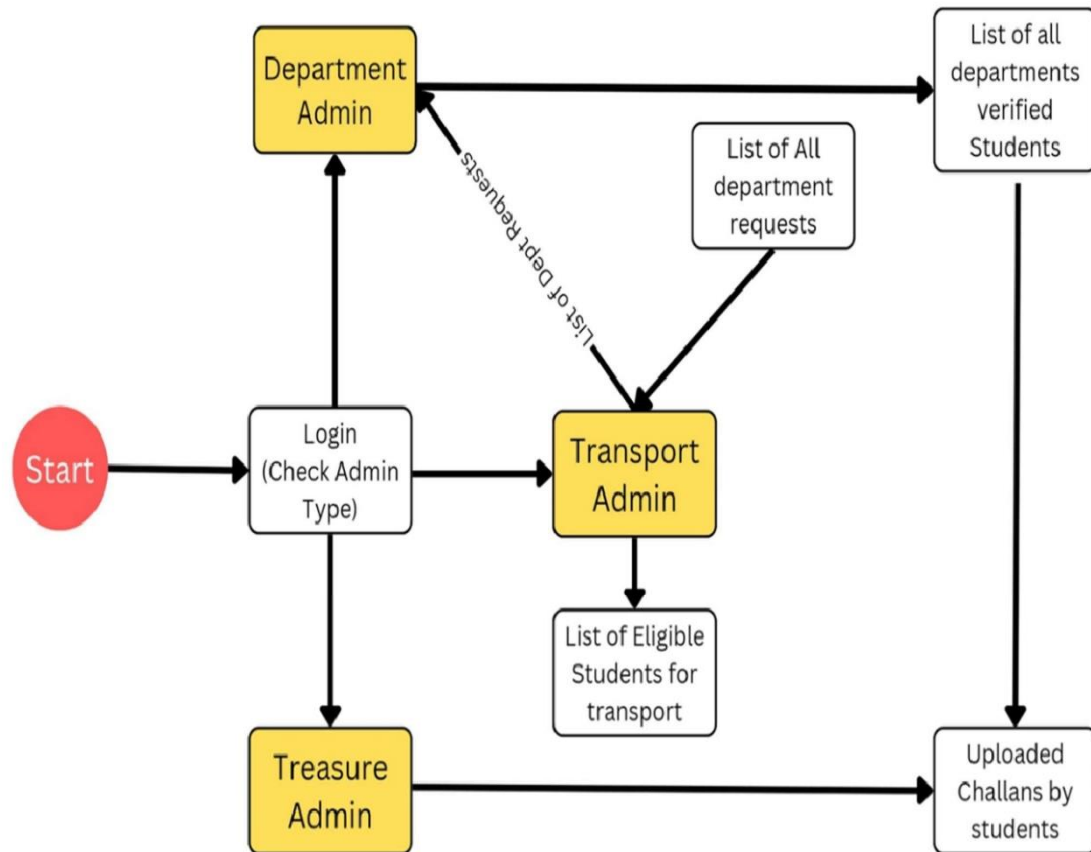 Department
Admin
List of all
departments
verified
Students
List of All
department
requests
List of Dept Requests
Start
Login
(Check Admin
Type)
Transport
Admin
List of Eligible
Students for
transport
Treasure
Admin
Uploaded
Challans by
students